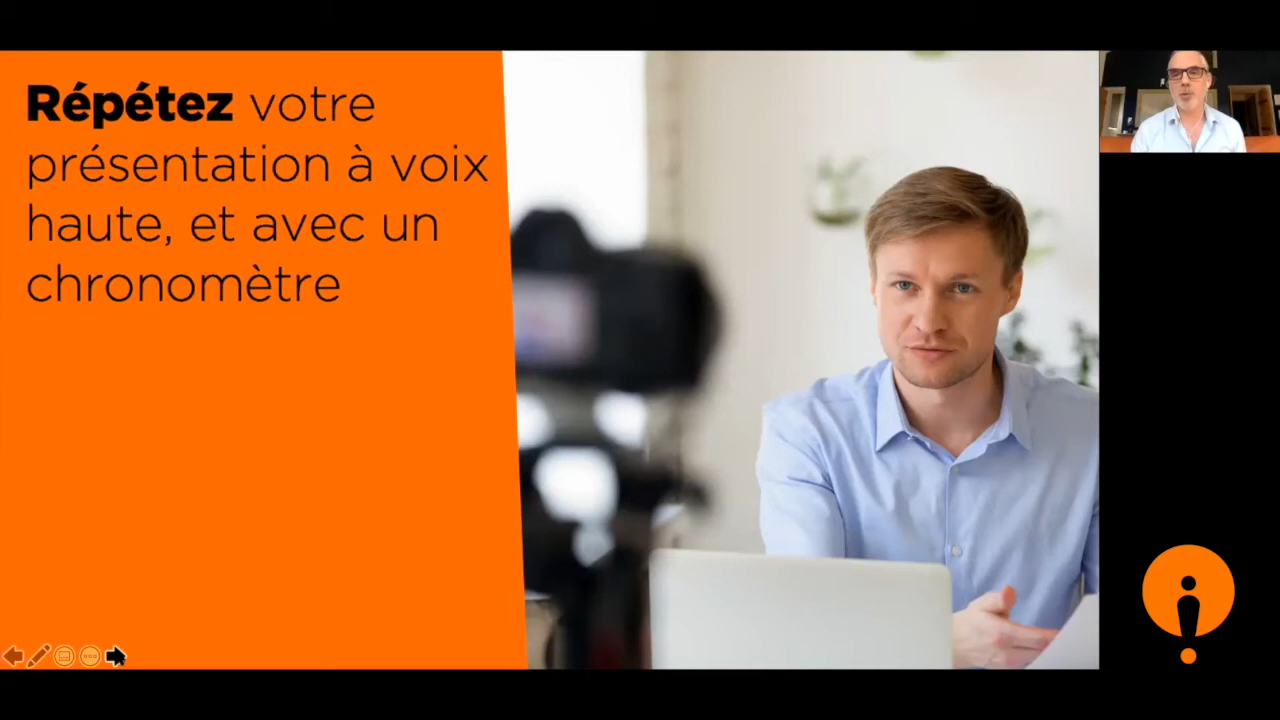 Répétez votre
présentation à voix
haute, et avec un
chronomètre